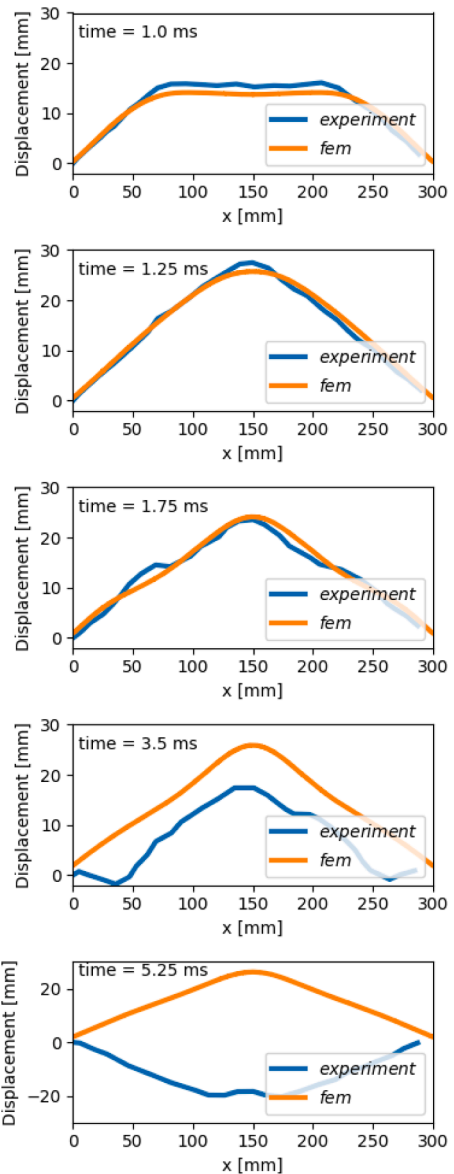 time = 1.0 ms
30
20
10
0
Displacement [mm]
experiment
fem
0 50 100 150 200 250 300
x [mm]
time = 1.25 ms
30
20
10
0
Displacement [mm]
experiment
fem
0 50 100 150 200 250 300
x [mm]
time = 1.75 ms
30
20
10
0
Displacement [mm]
experiment
fem
0 50 100 150 200 250 300
x [mm]
time = 3.5 ms
30
20
10
0
Displacement [mm]
experiment
fem
0 50 100 150 200 250 300
x [mm]
time = 5.25 ms
20
0
−20
Displacement [mm]
experiment
fem
0 50 100 150 200 250 300
x [mm]